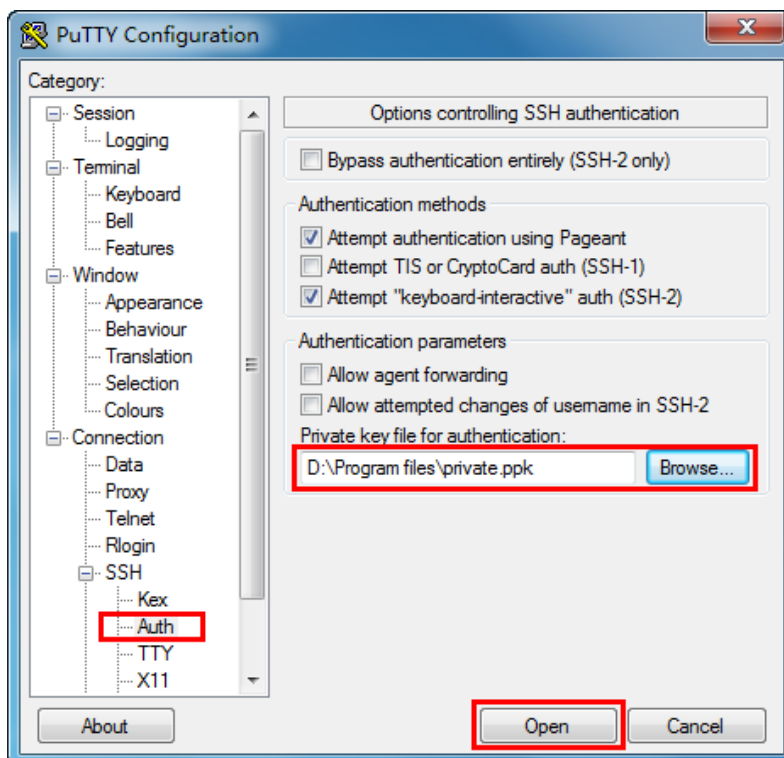 PuTTY Configuration
X
Category:
Session
Logging
Terminal
Keyboard
Bell
Features
Window
Appearance
Behaviour
Translation
Selection
Colours
Connection
Data
Proxy
Telnet
Rlogin
SSH
Kex
Auth
TTY
X11
Options controlling SSH authentication
Bypass authentication entirely (SSH-2 only)
Authentication methods
Attempt authentication using Pageant
Attempt TIS or CryptoCard auth (SSH-1)
Attempt "keyboard-interactive" auth (SSH-2)
Authentication parameters
Allow agent forwarding
Allow attempted changes of username in SSH-2
Private key file for authentication:
D:\Program files\private.ppk
Browse...
About
Open
Cancel